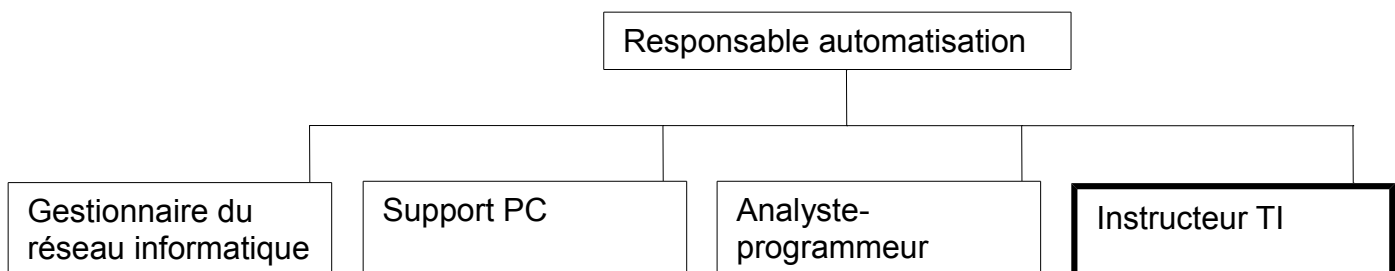 Responsable automatisation
Gestionnaire du
réseau informatique
Support PC
Analyste-
programmeur
Instructeur TI